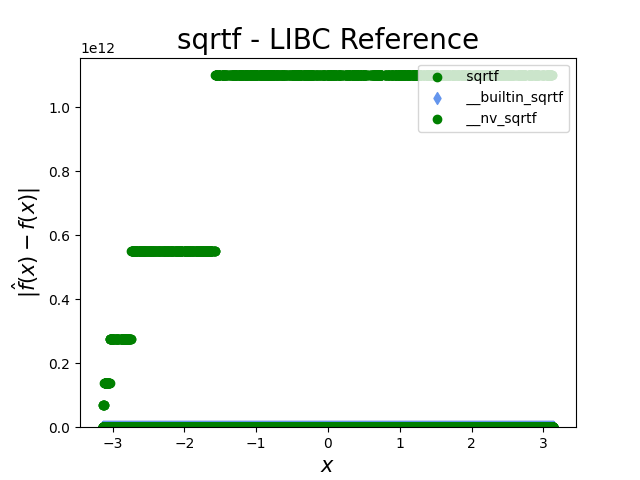 sqrtf - LIBC Reference
1e12
sqrtf
__builtin_sqrtf
__nv_sqrtf
1.0
0.8
0.6
0.4
0.2
0.0
|f̂(x) − f(x)|
−3 −2 −1 0 1 2 3
x